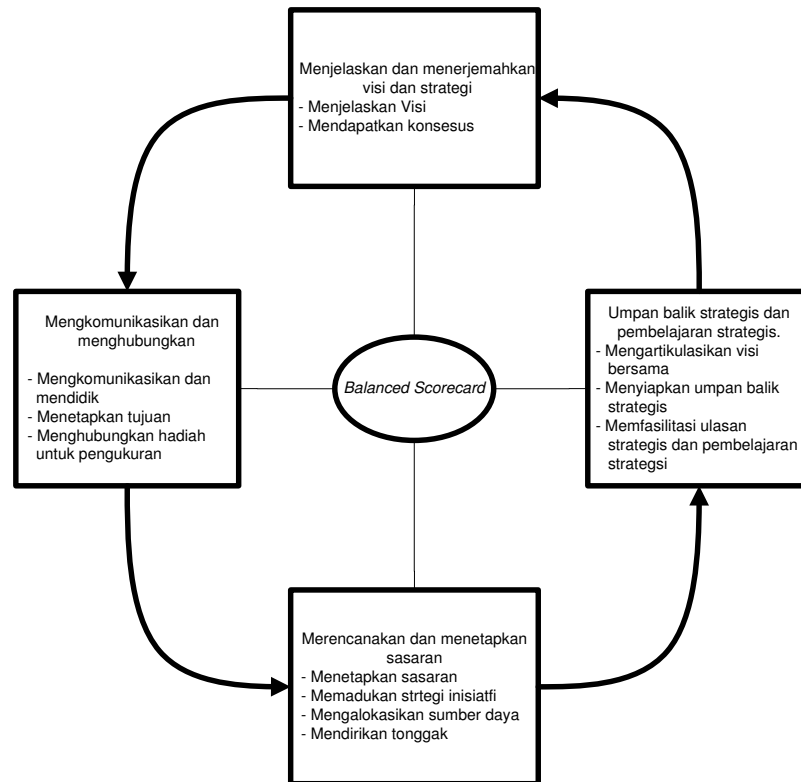 Menjelaskan dan menerjemahkan
visi dan strategi
- Menjelaskan Visi
- Mendapatkan konsesus
Mengkomunikasikan dan
menghubungkan
- Mengkomunikasikan dan
mendidik
- Menetapkan tujuan
- Menghubungkan hadiah
untuk pengukuran
Balanced Scorecard
Umpan balik strategis dan
pembelajaran strategis.
- Mengartikulasikan visi
bersama
- Menyiapkan umpan balik
strategis
- Memfasilitasi ulasan
strategis dan pembelajaran
strategsi
Merencanakan dan menetapkan
sasaran
- Menetapkan sasaran
- Memadukan strtegi inisiatfi
- Mengalokasikan sumber daya
- Mendirikan tonggak